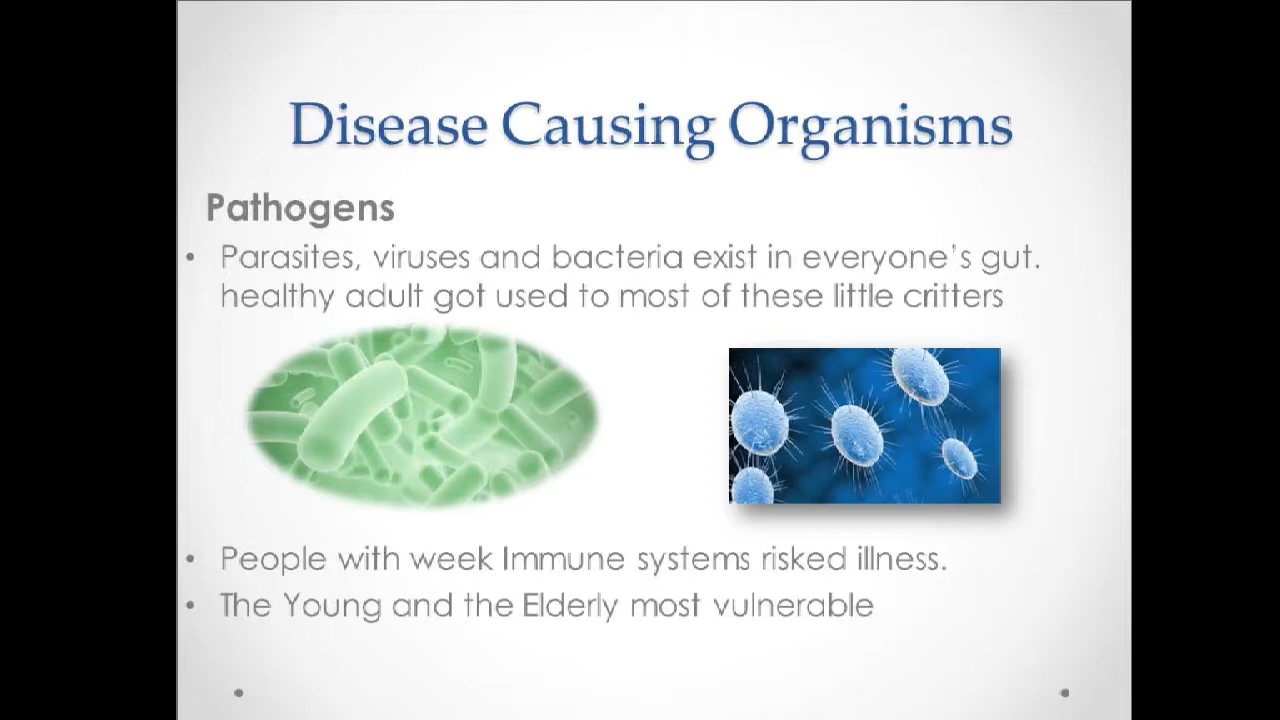 Disease Causing Organisms
Pathogens
• Parasites, viruses and bacteria exist in everyone's gut.
healthy adult got used to most of these little critters
• People with week Immune systems risked illness.
• The Young and the Elderly most vulnerable